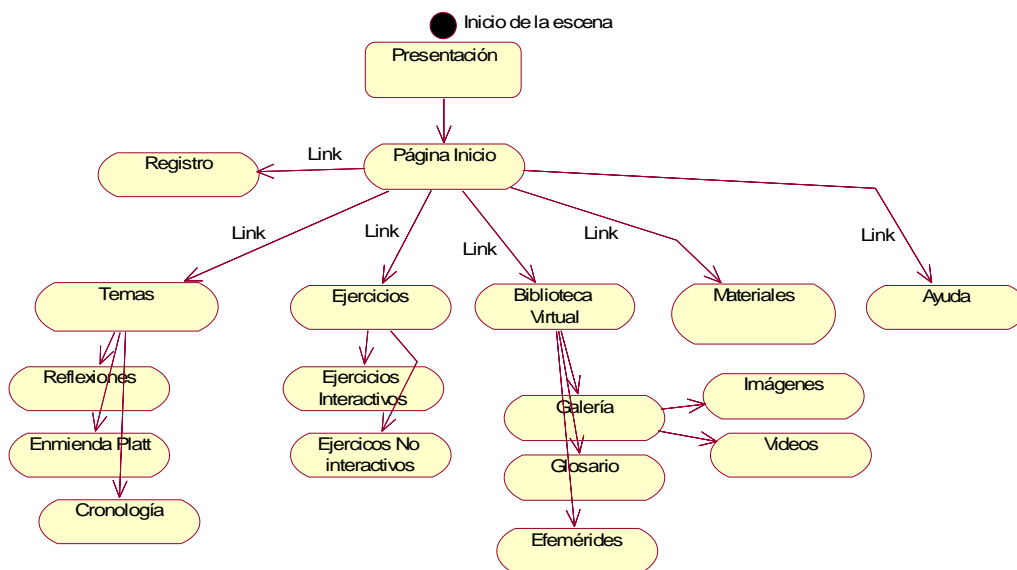 Inicio de la escena
Presentación
Link
Página Inicio
Registro
Link
Link
Link
Link
Link
Temas
Ejercicios
Biblioteca
Virtual
Materiales
Ayuda
Reflexiones
Ejercicios
Interactivos
Imágenes
Galería
Enmienda Platt
Ejercicos No
interactivos
Videos
Glosario
Cronología
Efemérides